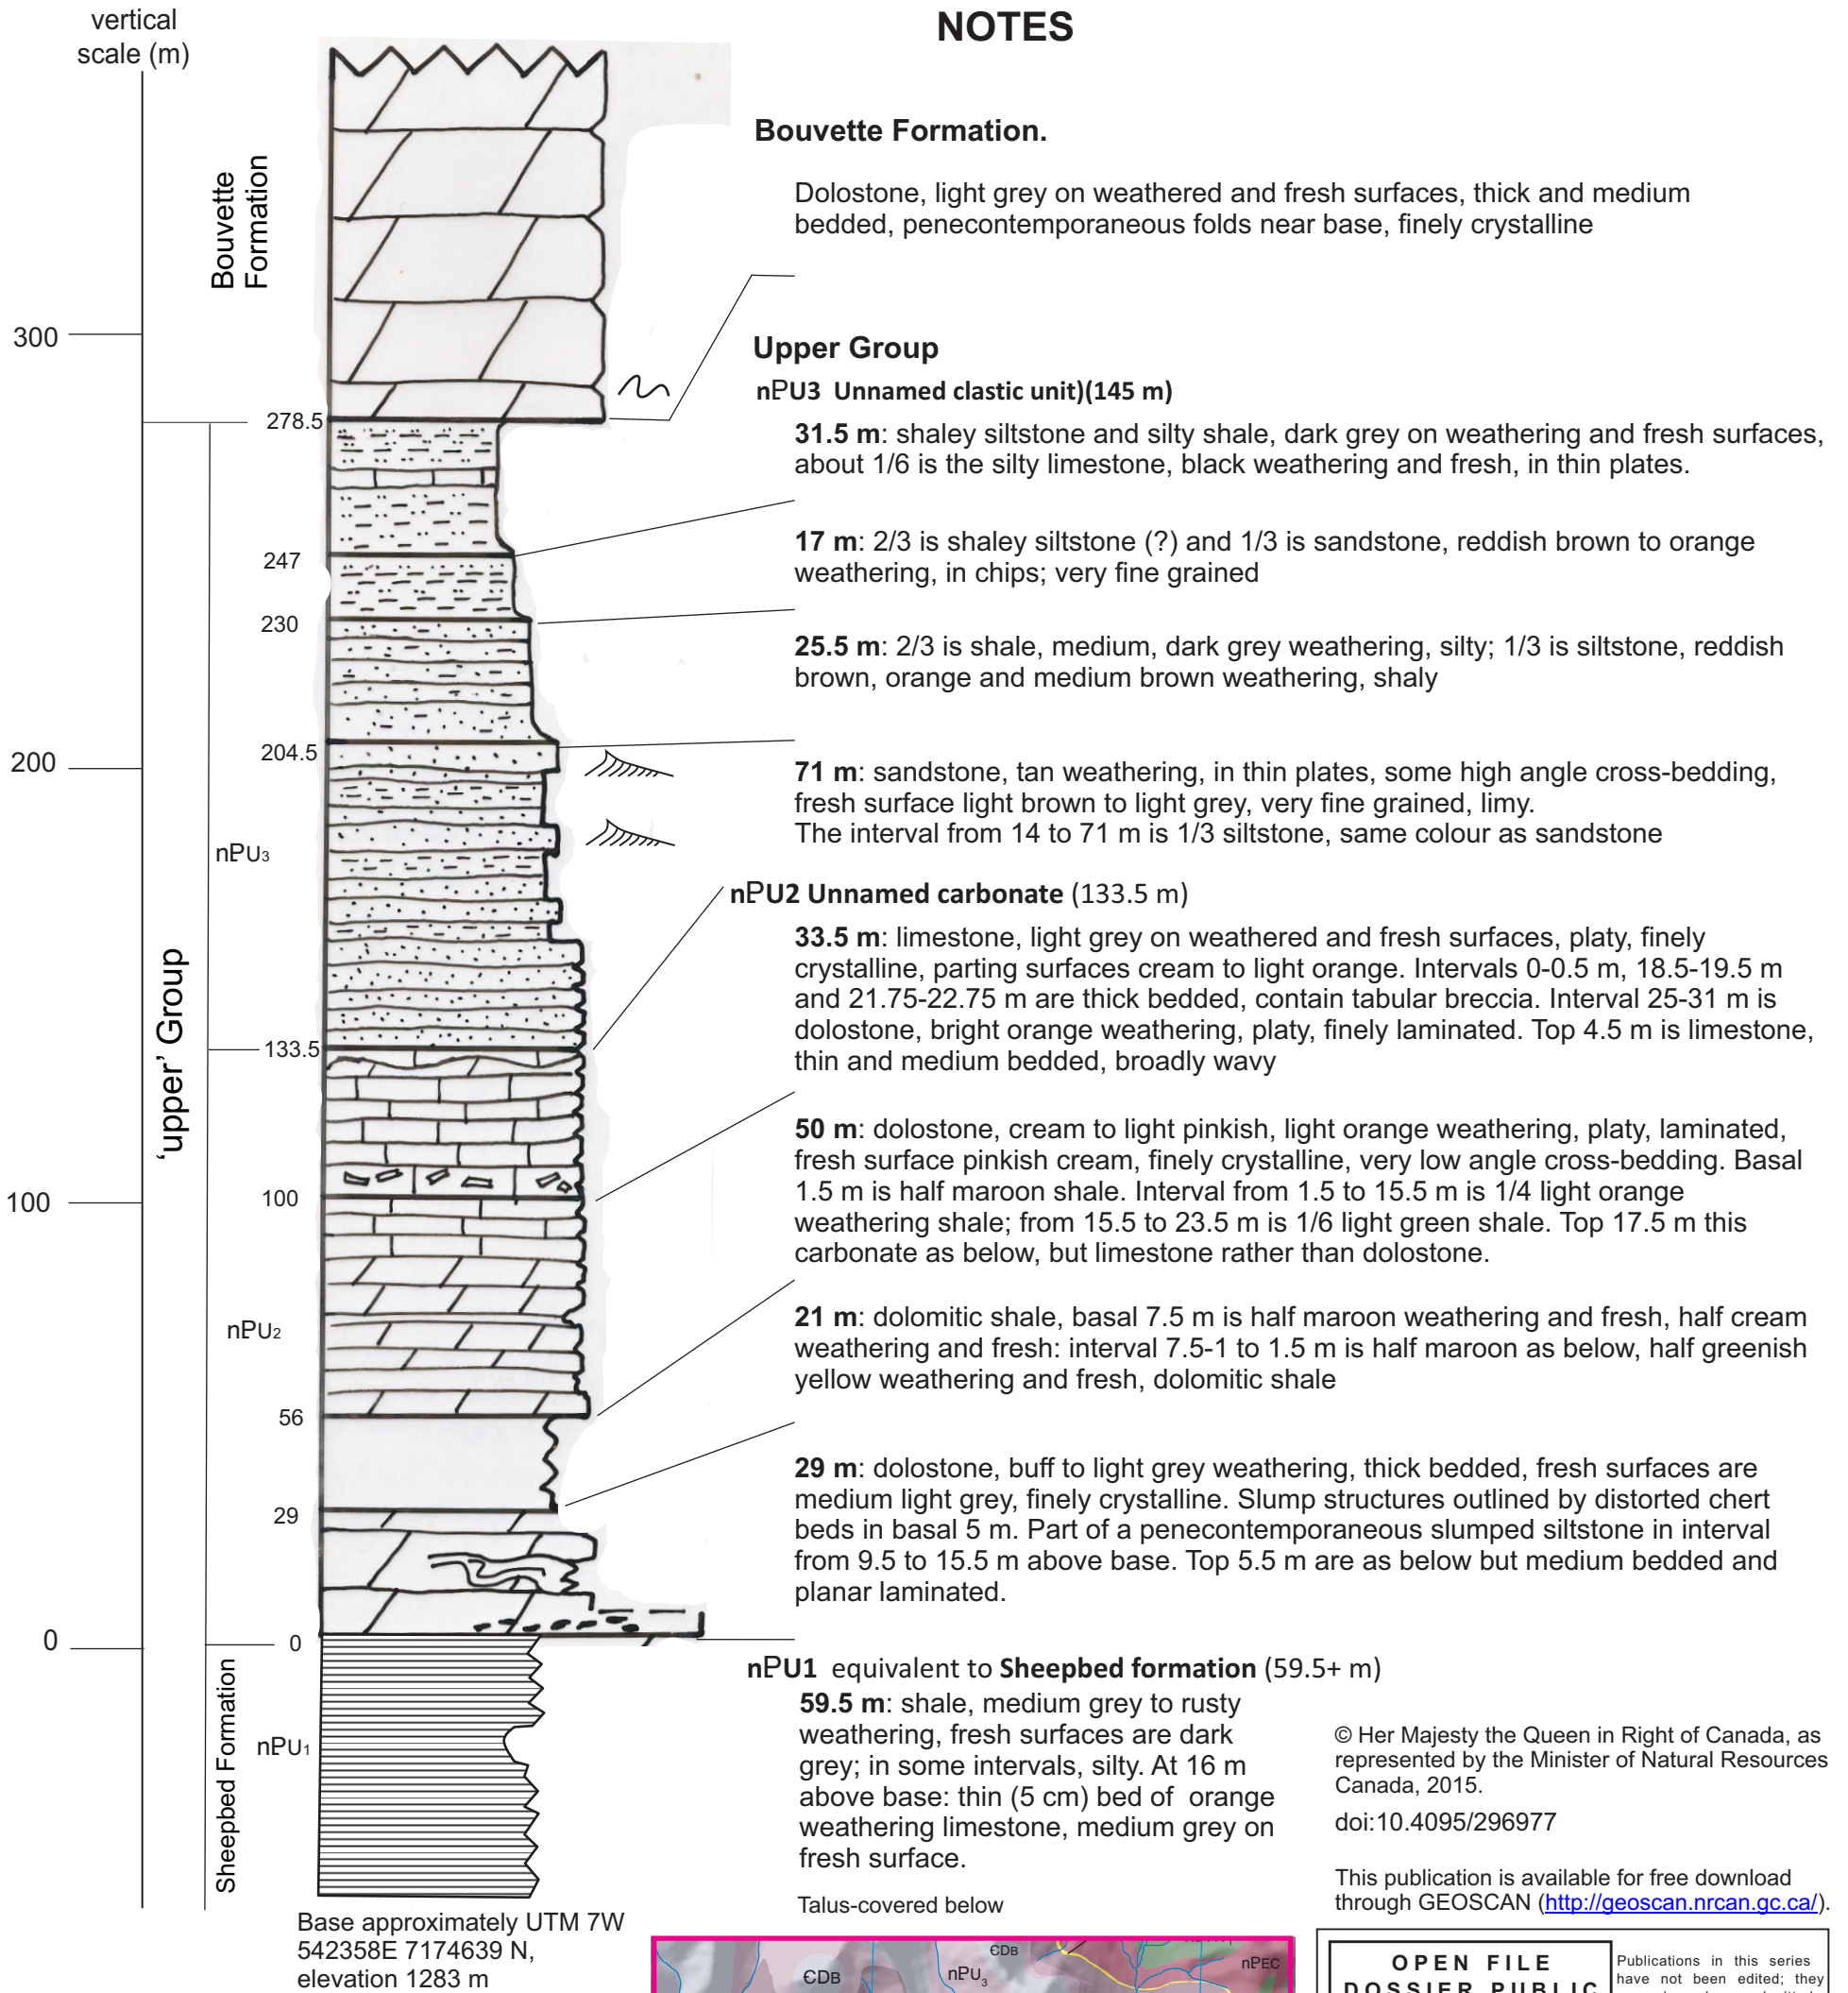 vertical
scale (m)
NOTES
Bouvette
Formation
300
278.5
247
230
204.5
200
nPU3
'upper' Group
133.5
100
100
nPU2
56
29
0
0
Sheepbed Formation
nPU1
Bouvette Formation.
Dolostone, light grey on weathered and fresh surfaces, thick and medium
bedded, penecontemporaneous folds near base, finely crystalline
Upper Group
nPU3 Unnamed clastic unit)(145 m)
31.5 m: shaley siltstone and silty shale, dark grey on weathering and fresh surfaces,
about 1/6 is the silty limestone, black weathering and fresh, in thin plates.
17 m: 2/3 is shaley siltstone (?) and 1/3 is sandstone, reddish brown to orange
weathering, in chips; very fine grained
25.5 m: 2/3 is shale, medium, dark grey weathering, silty; 1/3 is siltstone, reddish
brown, orange and medium brown weathering, shaly
71 m: sandstone, tan weathering, in thin plates, some high angle cross-bedding,
fresh surface light brown to light grey, very fine grained, limy.
The interval from 14 to 71 m is 1/3 siltstone, same colour as sandstone
nPU2 Unnamed carbonate (133.5 m)
33.5 m: limestone, light grey on weathered and fresh surfaces, platy, finely
crystalline, parting surfaces cream to light orange. Intervals 0-0.5 m, 18.5-19.5 m
and 21.75-22.75 m are thick bedded, contain tabular breccia. Interval 25-31 m is
dolostone, bright orange weathering, platy, finely laminated. Top 4.5 m is limestone,
thin and medium bedded, broadly wavy
50 m: dolostone, cream to light pinkish, light orange weathering, platy, laminated,
fresh surface pinkish cream, finely crystalline, very low angle cross-bedding. Basal
1.5 m is half maroon shale. Interval from 1.5 to 15.5 m is 1/4 light orange
weathering shale; from 15.5 to 23.5 m is 1/6 light green shale. Top 17.5 m this
carbonate as below, but limestone rather than dolostone.
21 m: dolomitic shale, basal 7.5 m is half maroon weathering and fresh, half cream
weathering and fresh: interval 7.5-1 to 1.5 m is half maroon as below, half greenish
yellow weathering and fresh, dolomitic shale
29 m: dolostone, buff to light grey weathering, thick bedded, fresh surfaces are
medium light grey, finely crystalline. Slump structures outlined by distorted chert
beds in basal 5 m. Part of a penecontemporaneous slumped siltstone in interval
from 9.5 to 15.5 m above base. Top 5.5 m are as below but medium bedded and
planar laminated.
nPU1 equivalent to Sheepbed formation (59.5+ m)
59.5 m: shale, medium grey to rusty
weathering, fresh surfaces are dark
grey; in some intervals, silty. At 16 m
above base: thin (5 cm) bed of orange
weathering limestone, medium grey on
fresh surface.
Talus-covered below
© Her Majesty the Queen in Right of Canada, as
represented by the Minister of Natural Resources
Canada, 2015.
doi:10.4095/296977
This publication is available for free download
through GEOSCAN (http://geoscan.nrcan.gc.ca/).
Base approximately UTM 7W
542358E 7174639 N,
elevation 1283 m
ЄDB
nPU3
ЄDB
nPEC
OPEN FILE
DOSSIER PUBLIC
Publications in this series
have not been edited; they